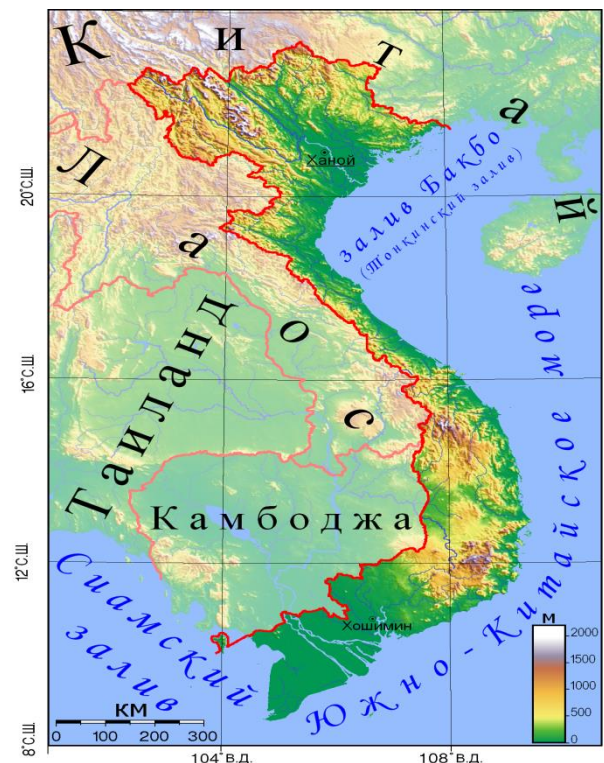 Китай
Ханой
20°С.Ш.
залив Бакбо
(Тонкинский залив)
Лаос
Таиланд
16°С.Ш.
Камбоджа
Южно-Китайское море
12°С.Ш.
Сиамский
залив
Хошимин
М
2000
1500
1000
500
0
КМ
0 100 200 300
8°С.Ш.
104°В.Д.
108°В.Д.